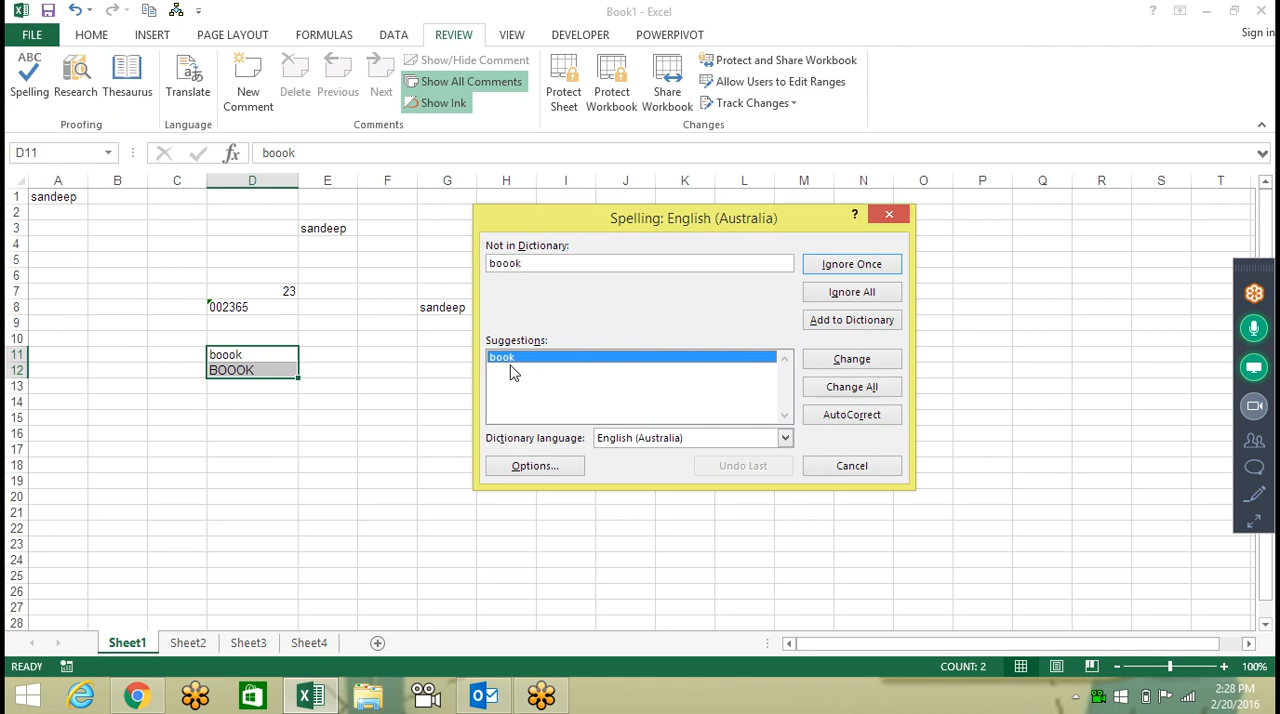 Book1 - Excel
?
FILE HOME INSERT PAGE LAYOUT FORMULAS DATA REVIEW VIEW DEVELOPER POWERPIVOT Sign in
ABC
Spelling Research Thesaurus Translate New Comment Delete Previous Next Show/Hide Comment
Show All Comments
Show Ink
Protect Sheet Protect Workbook Share Workbook Protect and Share Workbook
Allow Users to Edit Ranges
Track Changes
Proofing Language Comments Changes
D11 fx boook
A B C D E F G H I J K L M N O P Q R S T
1 sandeep
2
3 sandeep
4
5
6
7 23
8 002365 sandeep
9
10
11 boook
12 BOOOK
13
14
15
16
17
18
19
20
21
22
23
24
25
26
27
28
Spelling: English (Australia) ?
Not in Dictionary:
boook
Ignore Once
Ignore All
Add to Dictionary
Suggestions:
book
Change
Change All
AutoCorrect
Dictionary language: English (Australia)
Options... Undo Last Cancel
Sheet1 Sheet2 Sheet3 Sheet4
READY COUNT: 2 100%
2:28 PM
2/20/2016